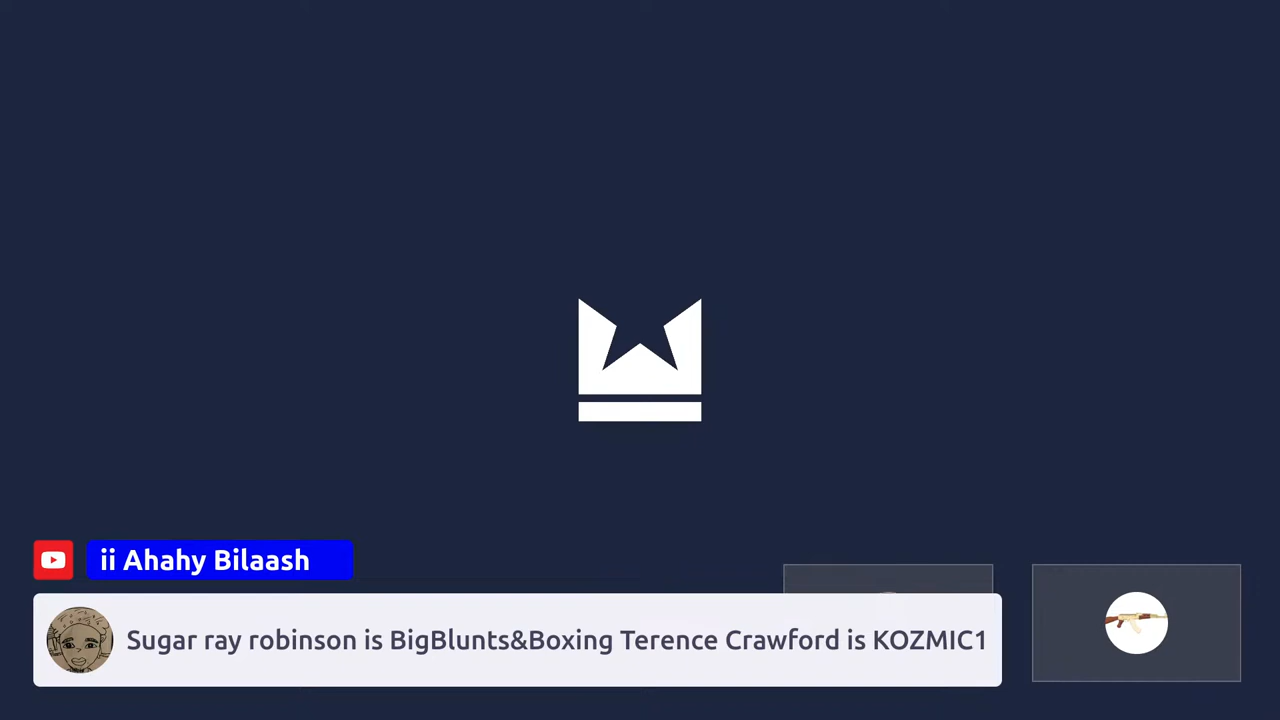 ii Ahahy Bilaash
Sugar ray robinson is BigBlunts&Boxing Terence Crawford is KOZMIC1